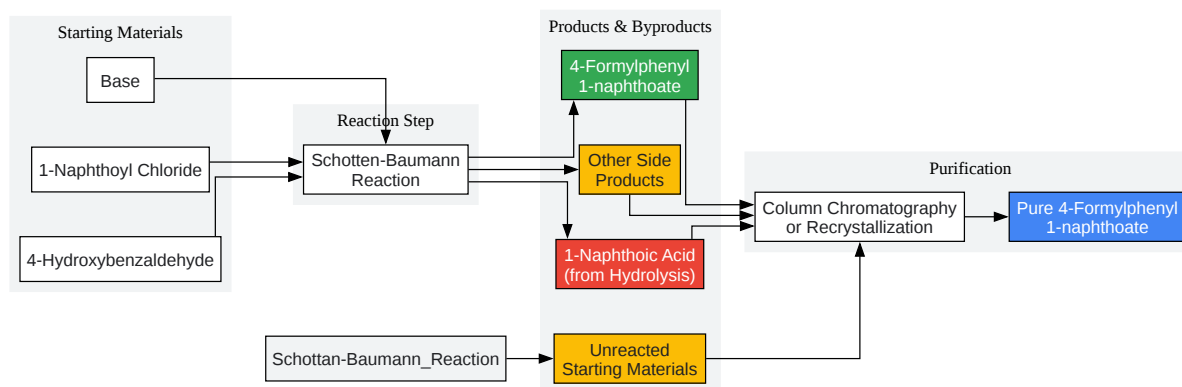 Starting Materials
Base
1-Naphthoyl Chloride
4-Hydroxybenzaldehyde
Reaction Step
Schotten-Baumann
Reaction
Products & Byproducts
4-Formylphenyl
1-naphthoate
Other Side
Products
1-Naphthoic Acid
(from Hydrolysis)
Schottan-Baumann_Reaction
Unreacted
Starting Materials
Purification
Column Chromatography
or Recrystallization
Pure 4-Formylphenyl
1-naphthoate